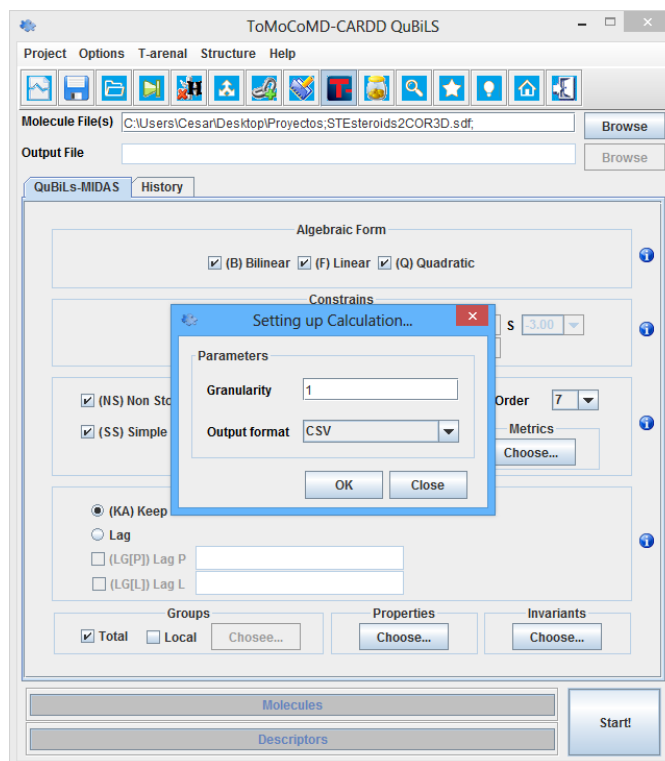 ToMoCoMD-CARDD QuBiLS
Project Options T-arenal Structure Help
Molecule File(s) C:\Users\Cesar\Desktop\Proyectos;STEsteroids2COR3D.sdf; Browse
Output File Browse
QuBiLs-MIDAS History
Algebraic Form
(B) Bilinear (F) Linear (Q) Quadratic
Constrains
Setting up Calculation... S -3.00
Parameters
Granularity 1
(NS) Non Sto Order 7
Output format CSV
(SS) Simple Metrics
Choose...
OK Close
(KA) Keep
Lag
(LG[P]) Lag P
(LG[L]) Lag L
Groups Properties Invariants
Total Local Chosee... Choose... Choose...
Molecules
Start!
Descriptors